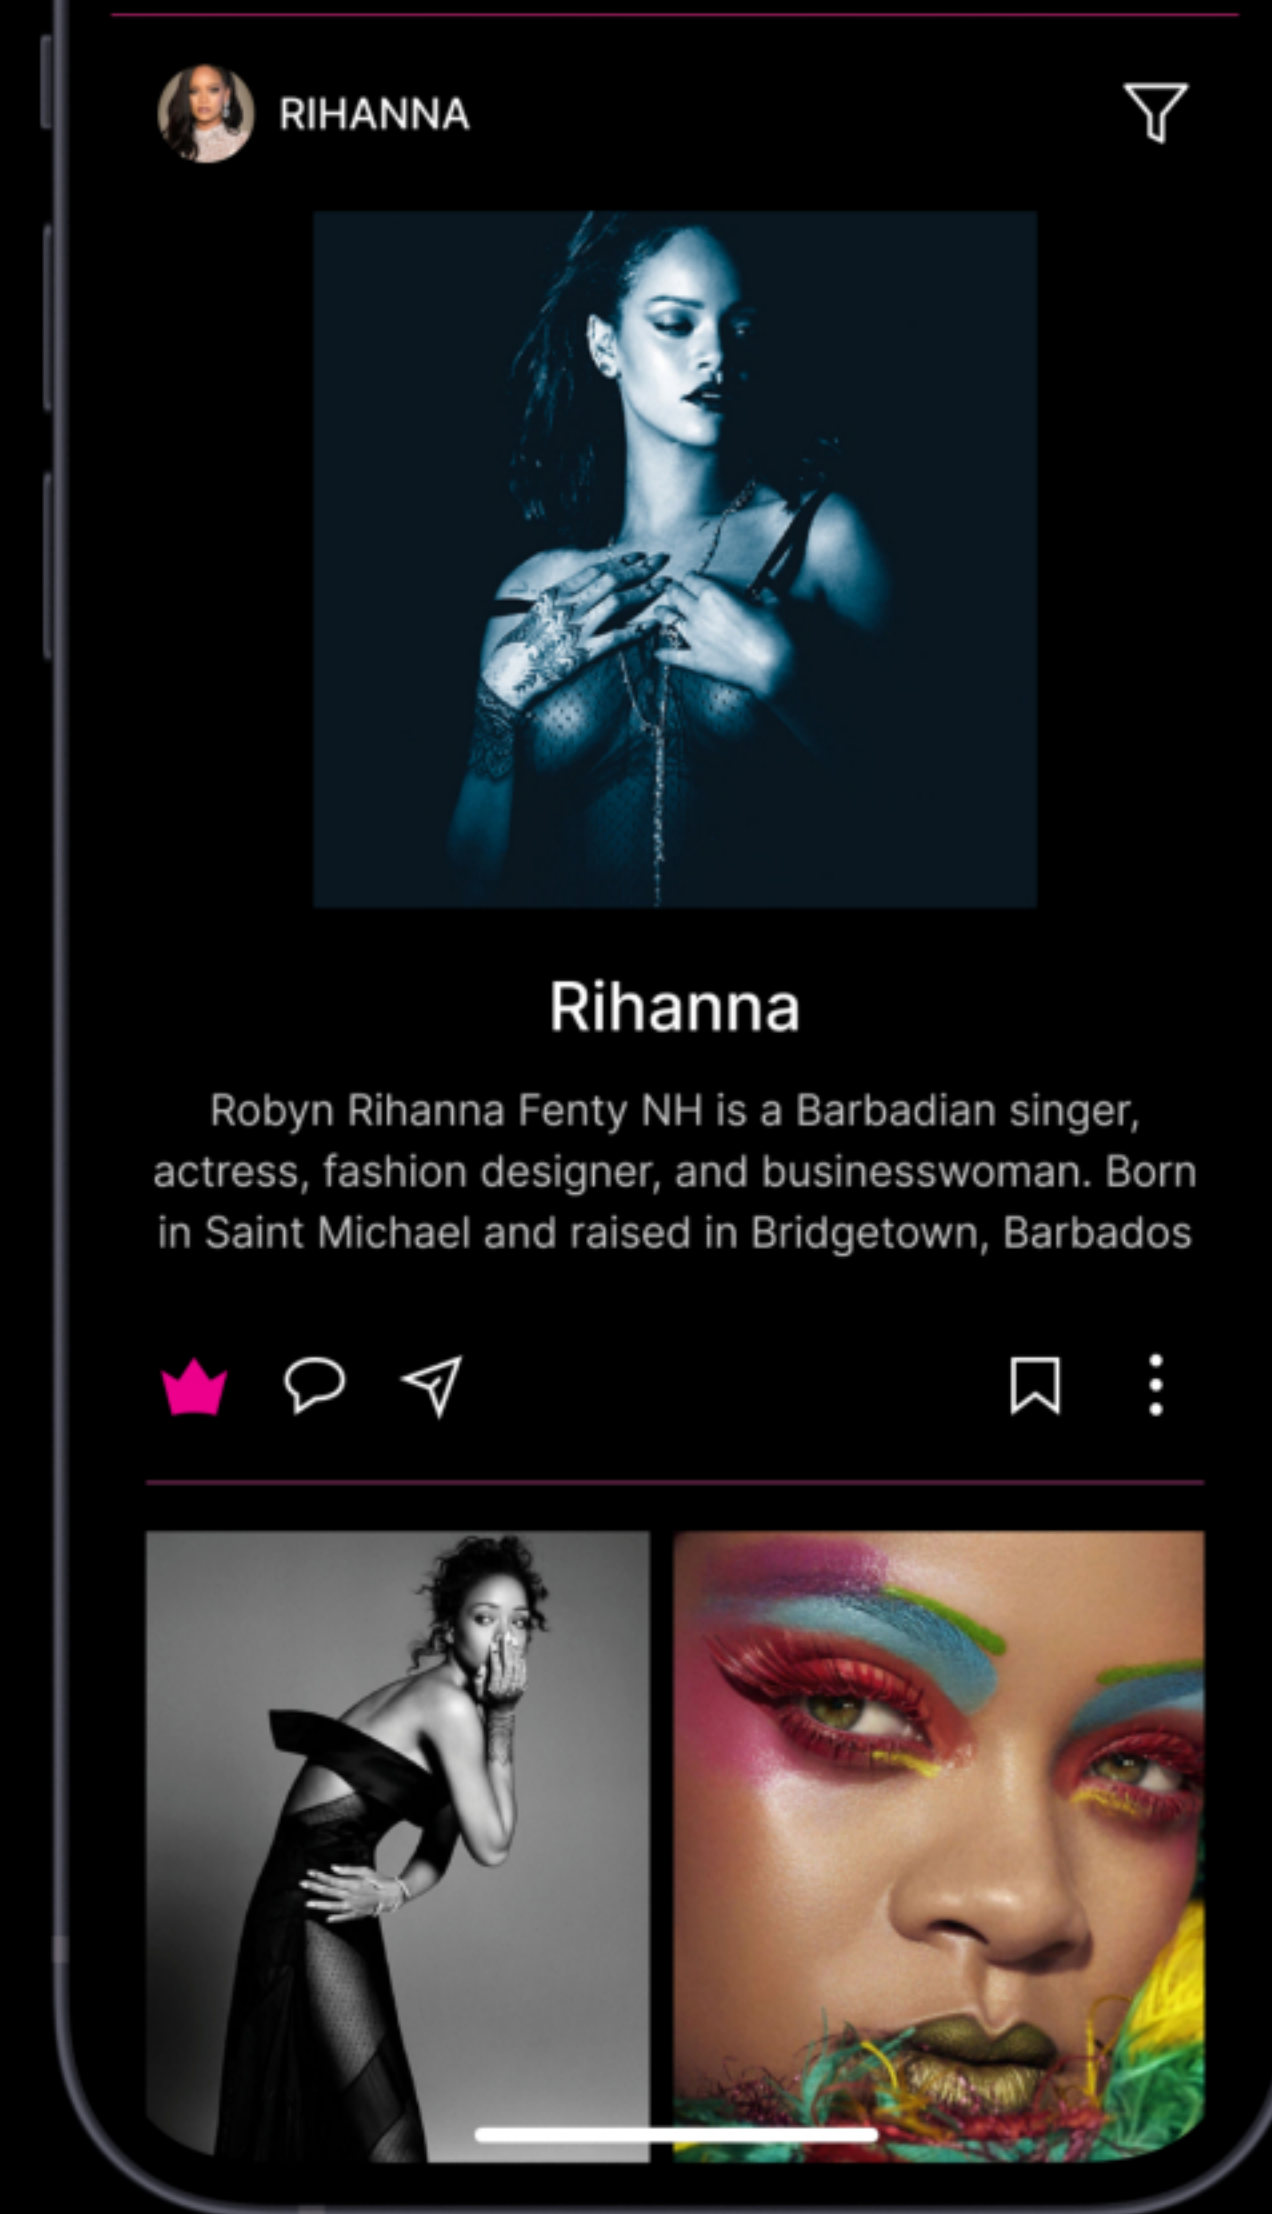 RIHANNA
Rihanna
Robyn Rihanna Fenty NH is a Barbadian singer,
actress, fashion designer, and businesswoman. Born
in Saint Michael and raised in Bridgetown, Barbados